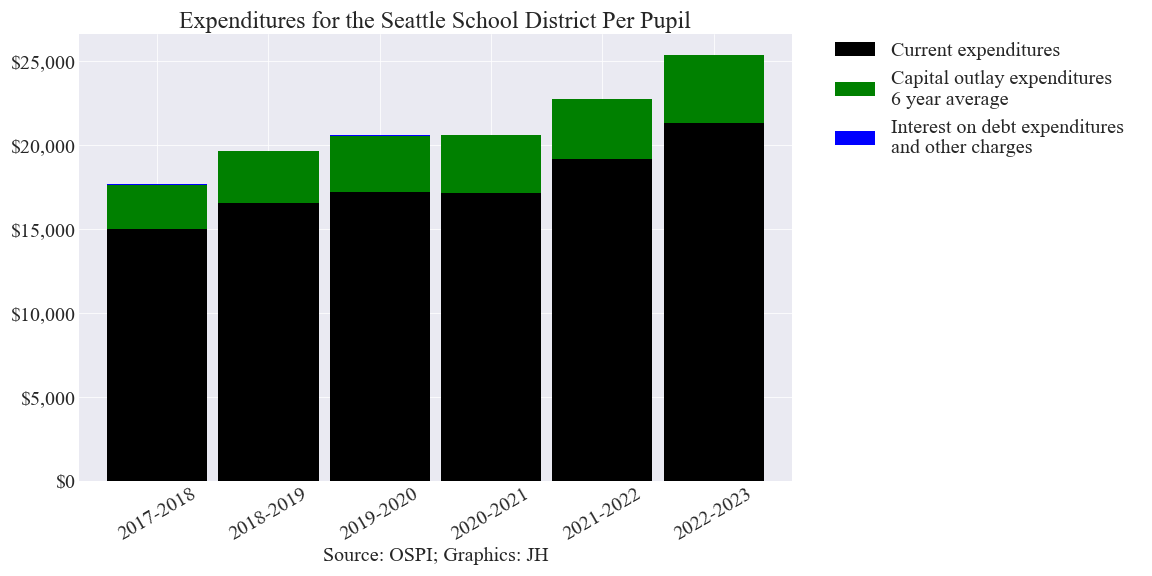 Expenditures for the Seattle School District Per Pupil
Current expenditures
Capital outlay expenditures
6 year average
Interest on debt expenditures
and other charges
$25,000
$20,000
$15,000
$10,000
$5,000
$0
2017-2018
2018-2019
2019-2020
2020-2021
2021-2022
2022-2023
Source: OSPI; Graphics: JH